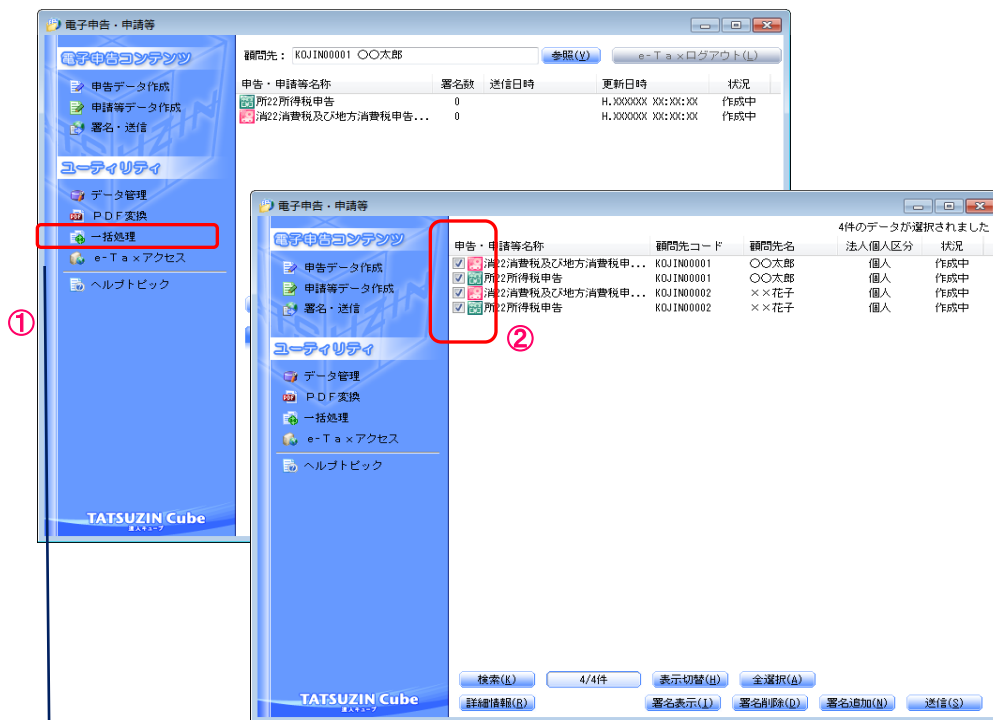 電子申告・申請等
電子申告コンテンツ
申告データ作成
申請等データ作成
署名・送信
ユーティリティ
データ管理
PDF変換
一括処理
e-Taxアクセス
ヘルプトピック
TATSUZIN Cube
達人キューブ
顧問先： KOJIN00001 〇〇太郎 参照(V) e-Taxログアウト(L)
申告・申請等名称 署名数 送信日時 更新日時 状況
所22所得税申告 0 H.XXXXXX XX:XX:XX 作成中
消22消費税及び地方消費税申告... 0 H.XXXXXX XX:XX:XX 作成中
①
電子申告・申請等
電子申告コンテンツ
申告データ作成
申請等データ作成
署名・送信
ユーティリティ
データ管理
PDF変換
一括処理
e-Taxアクセス
ヘルプトピック
TATSUZIN Cube
達人キューブ
4件のデータが選択されました
申告・申請等名称 顧問先コード 顧問先名 法人個人区分 状況
消22消費税及び地方消費税申... KOJIN00001 〇〇太郎 個人 作成中
所22所得税申告 KOJIN00001 〇〇太郎 個人 作成中
消22消費税及び地方消費税申... KOJIN00002 ××花子 個人 作成中
所22所得税申告 KOJIN00002 ××花子 個人 作成中
②
検索(K) 4/4件 表示切替(H) 全選択(A)
詳細情報(R) 署名表示(I) 署名削除(D) 署名追加(N) 送信(S)